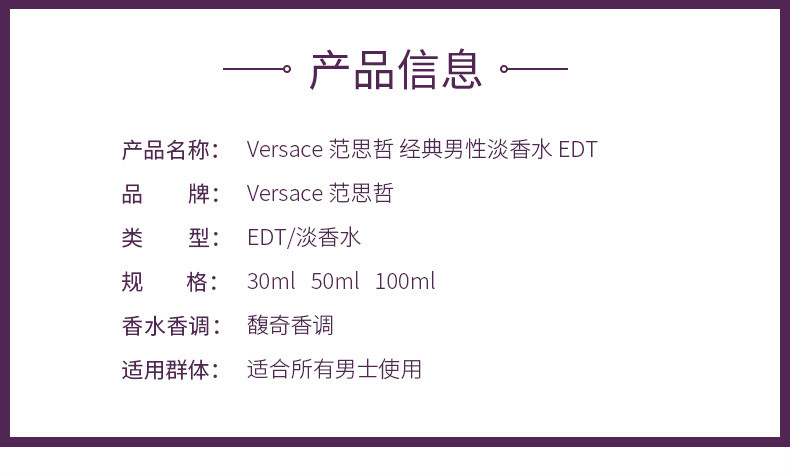 产品信息
产品名称： Versace 范思哲 经典男性淡香水 EDT
品 牌： Versace 范思哲
类 型： EDT/淡香水
规 格： 30ml 50ml 100ml
香水香调： 馥奇香调
适用群体： 适合所有男士使用